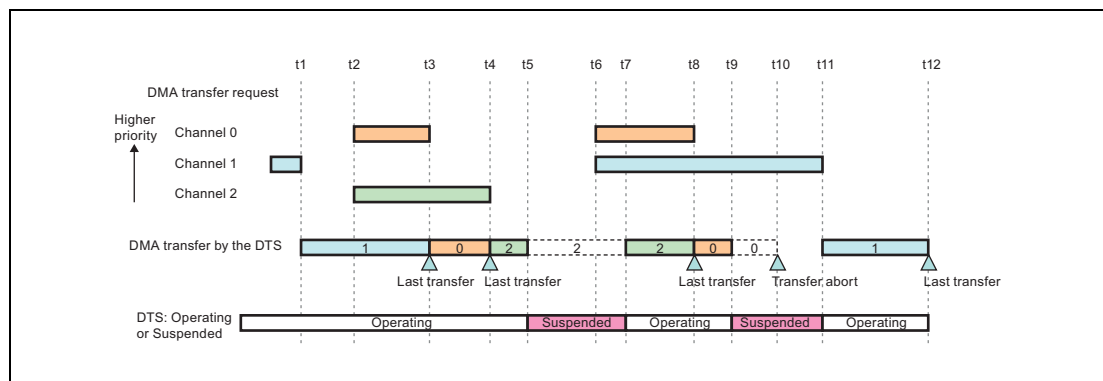 t1 t2 t3 t4 t5 t6 t7 t8 t9 t10 t11 t12
DMA transfer request
Higher
priority
Channel 0
Channel 1
Channel 2
DMA transfer by the DTS 1 0 2 2 2 0 0 1
Last transfer Last transfer Last transfer Transfer abort Last transfer
DTS: Operating
or Suspended
Operating Suspended Operating Suspended Operating